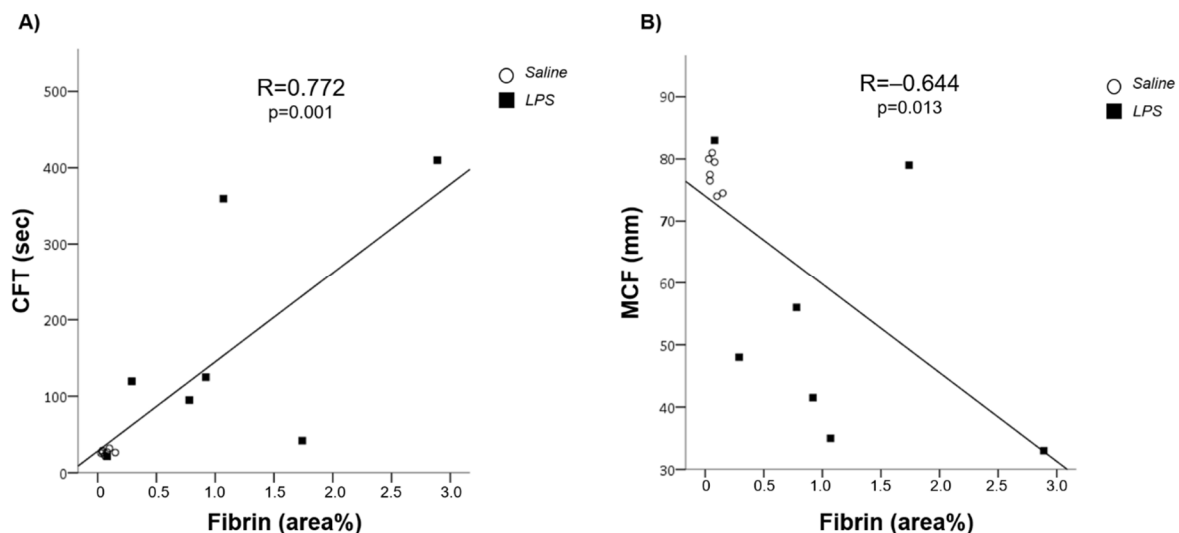 A)
R=0.772
p=0.001
Saline
LPS
CFT (sec)
500
400
300
200
100
0
0 0.5 1.0 1.5 2.0 2.5 3.0
Fibrin (area%)
B)
R=–0.644
p=0.013
Saline
LPS
MCF (mm)
90
80
70
60
50
40
30
0 0.5 1.0 1.5 2.0 2.5 3.0
Fibrin (area%)